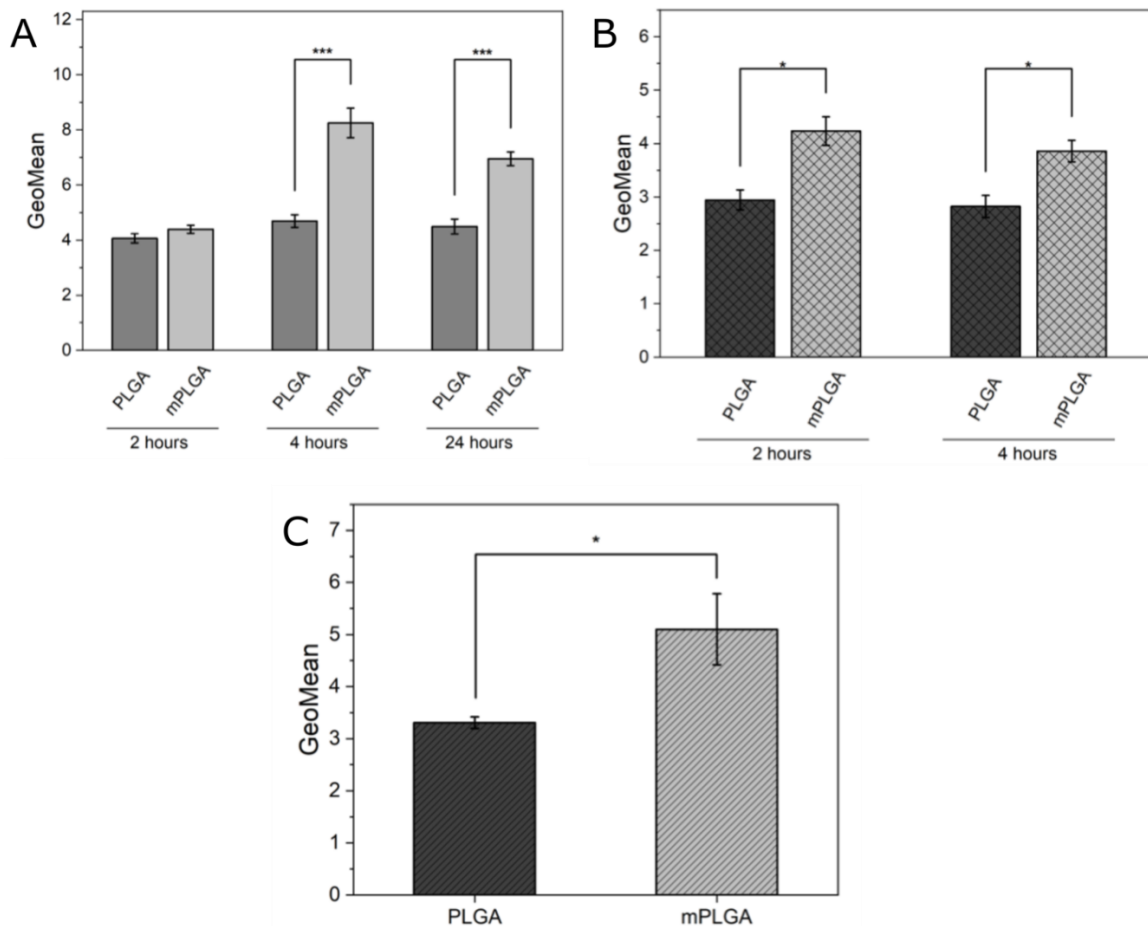 A
GeoMean
12
10
8
6
4
2
0
***
***
PLGA mPLGA PLGA mPLGA PLGA mPLGA
2 hours 4 hours 24 hours
B
GeoMean
6
5
4
3
2
1
0
*
*
PLGA mPLGA PLGA mPLGA
2 hours 4 hours
C
GeoMean
7
6
5
4
3
2
1
0
*
PLGA mPLGA